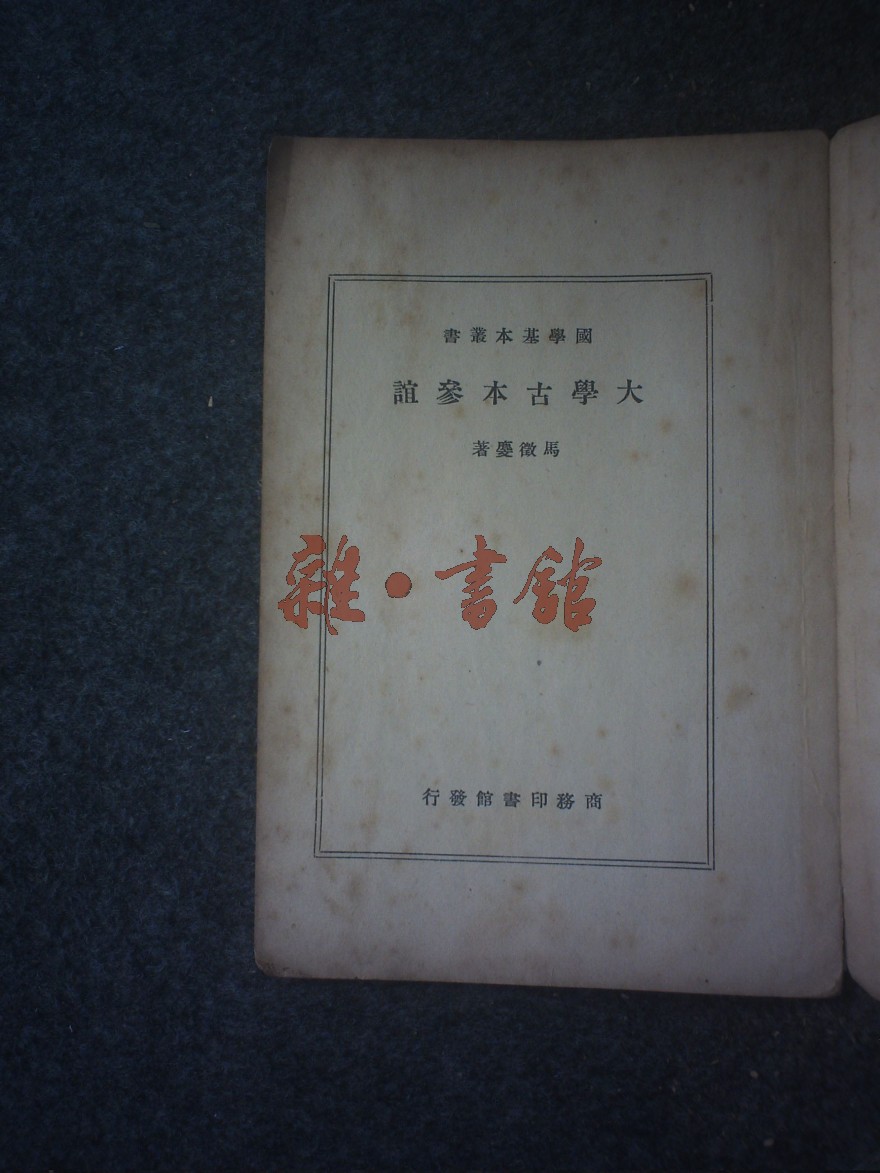 國學基本叢書
大學古本參誼
馬徵慶著
雜·書館
商務印書館發行